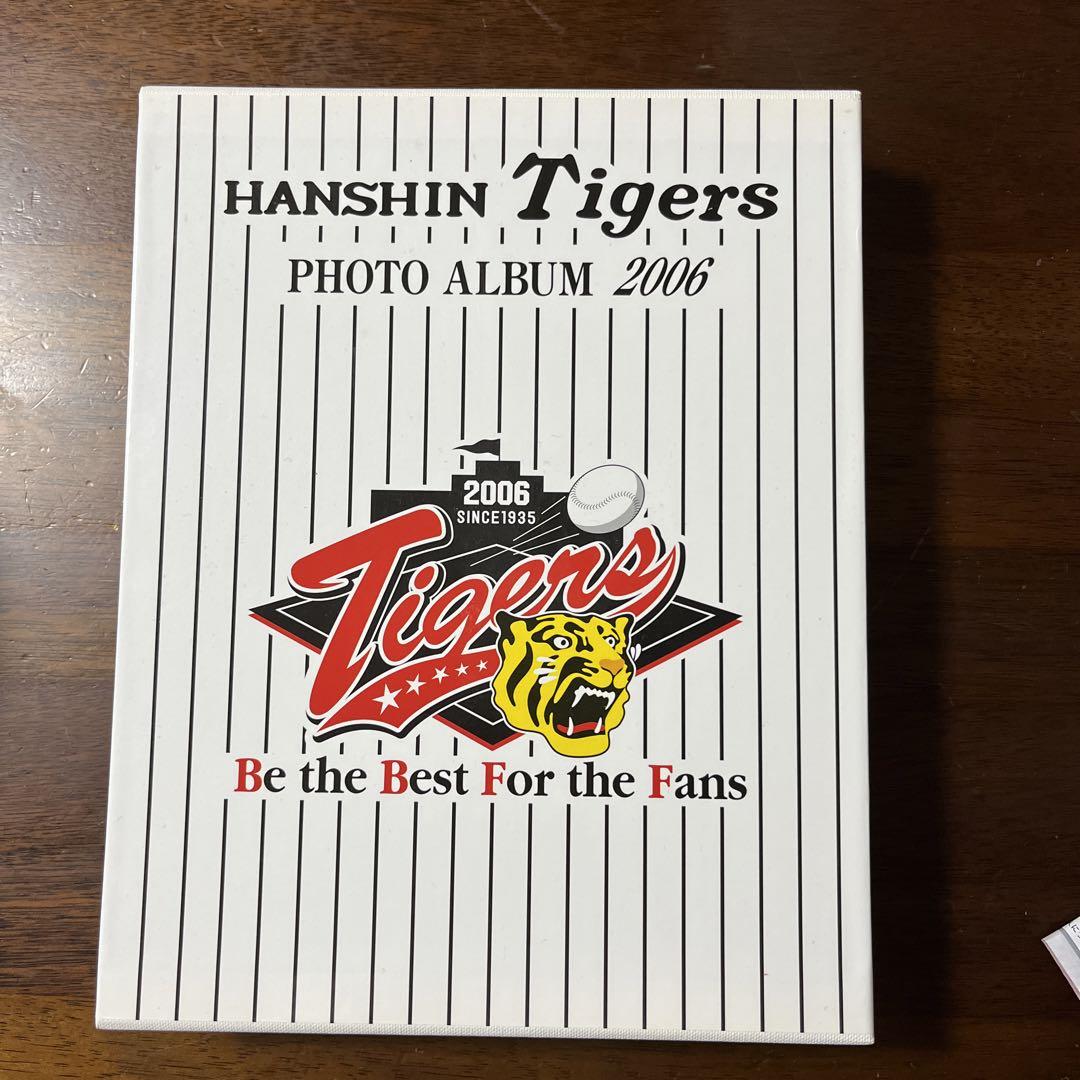 HANSHIN Tigers
PHOTO ALBUM 2006
2006
SINCE1935
Tigers
Be the Best For the Fans